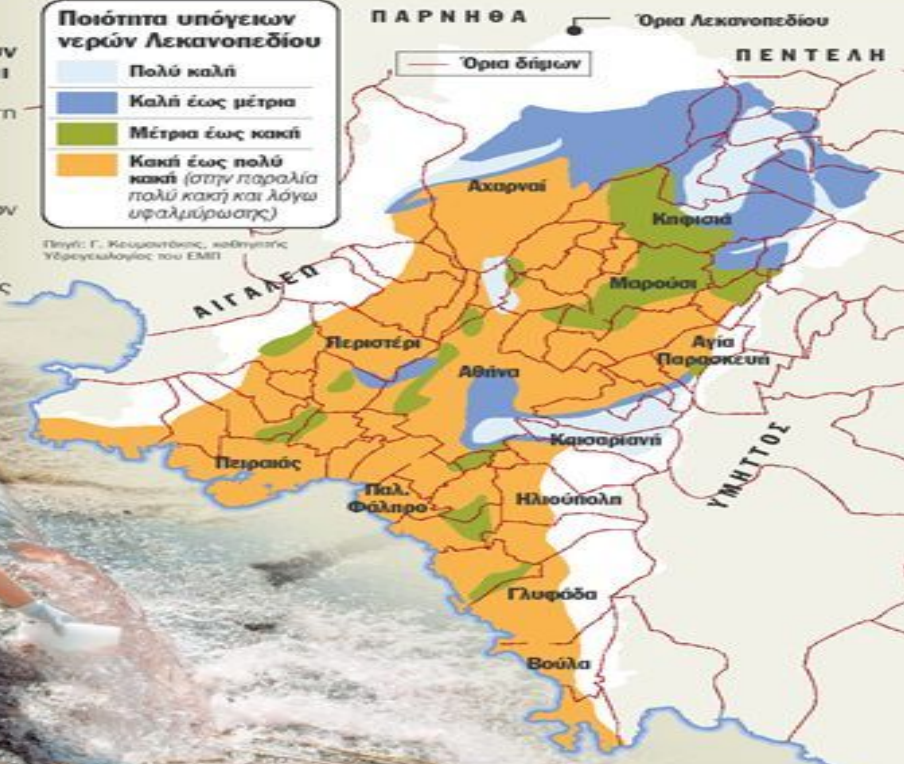 Ποιότητα υπόγειων
νερών Λεκανοπεδίου
Πολύ καλή
Καλή έως μέτρια
Μέτρια έως κακή
Κακή έως πολύ
κακή (στην παραλία
πολύ κακή και λόγω
υφαλμύρωσης)
Πηγή: Γ. Κουμαντάκης, καθηγητής
Υδρογεωλογίας του ΕΜΠ
ΠΑΡΝΗΘΑ
Όρια Λεκανοπεδίου
Όρια δήμων
ΠΕΝΤΕΛΗ
Αχαρναί
Κηφισιά
ΑΙΓΑΛΕΩ
Μαρούσι
Περιστέρι
Αγία
Παρασκευή
Αθήνα
Καισαριανή
ΥΜΗΤΤΟΣ
Πειραιάς
Παλ.
Φάληρο
Ηλιούπολη
Γλυφάδα
Βούλα